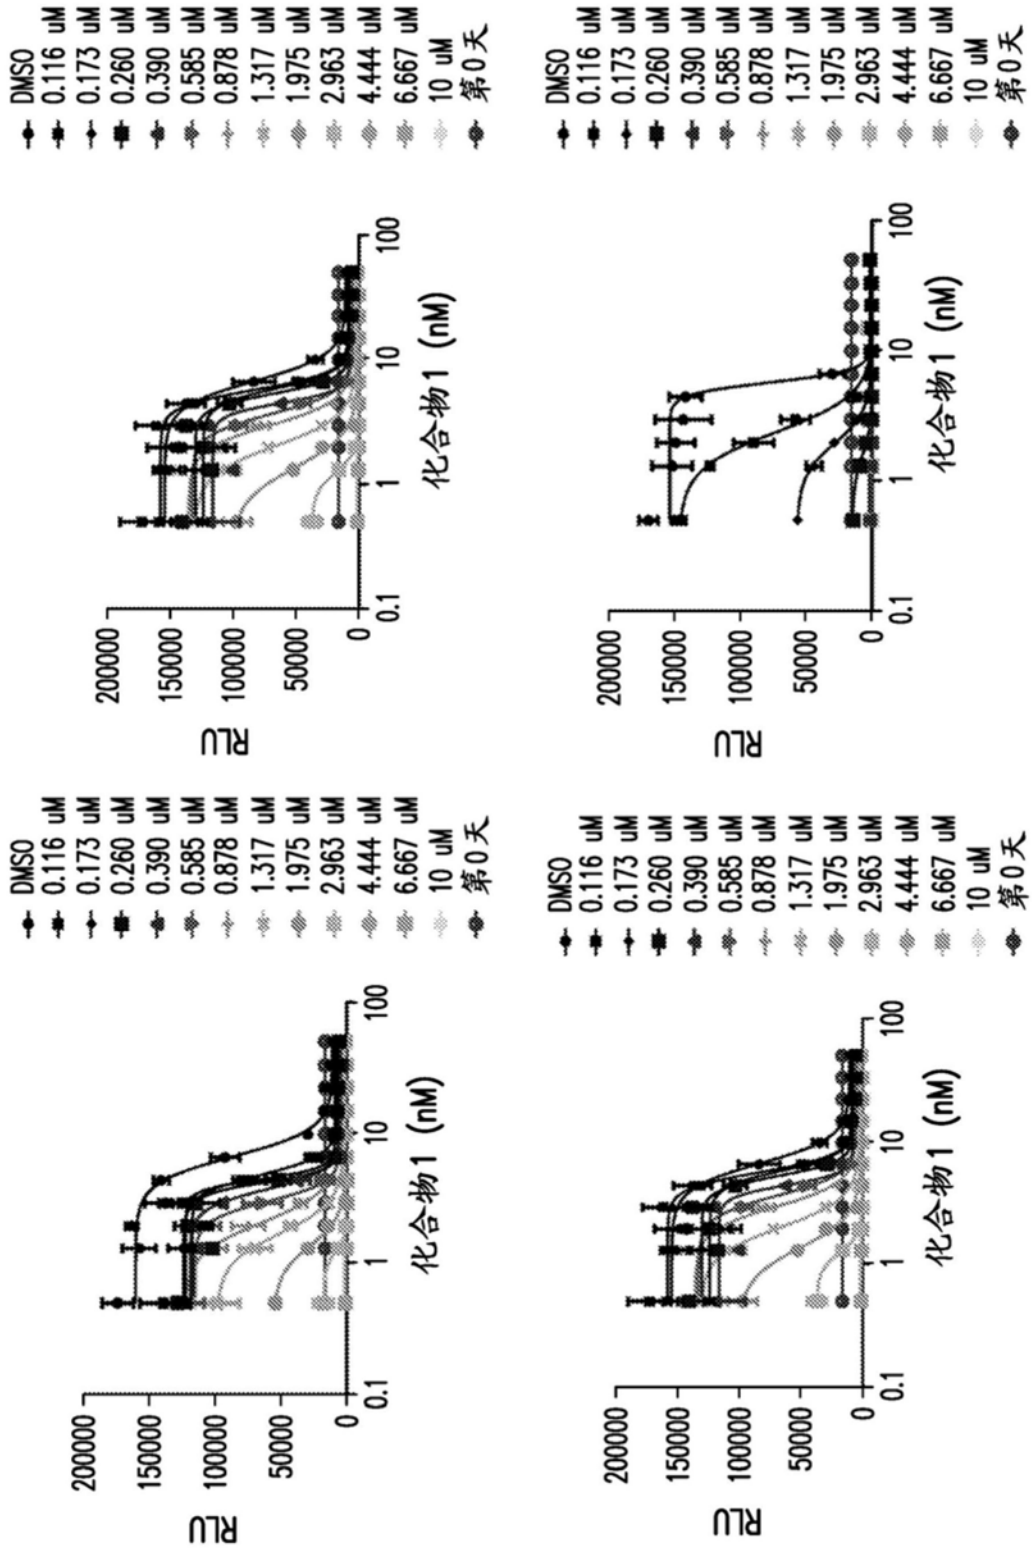 RLU
200000
150000
100000
50000
0
0.1
1
10
100
化合物1 (nM)
DMSO
0.116 uM
0.173 uM
0.260 uM
0.390 uM
0.585 uM
0.878 uM
1.317 uM
1.975 uM
2.963 uM
4.444 uM
6.667 uM
10 uM
第0天
RLU
200000
150000
100000
50000
0
0.1
1
10
100
化合物1 (nM)
DMSO
0.116 uM
0.173 uM
0.260 uM
0.390 uM
0.585 uM
0.878 uM
1.317 uM
1.975 uM
2.963 uM
4.444 uM
6.667 uM
10 uM
第0天
RLU
200000
150000
100000
50000
0
0.1
1
10
100
化合物1 (nM)
DMSO
0.116 uM
0.173 uM
0.260 uM
0.390 uM
0.585 uM
0.878 uM
1.317 uM
1.975 uM
2.963 uM
4.444 uM
6.667 uM
10 uM
第0天
RLU
200000
150000
100000
50000
0
0.1
1
10
100
化合物1 (nM)
DMSO
0.116 uM
0.173 uM
0.260 uM
0.390 uM
0.585 uM
0.878 uM
1.317 uM
1.975 uM
2.963 uM
4.444 uM
6.667 uM
10 uM
第0天